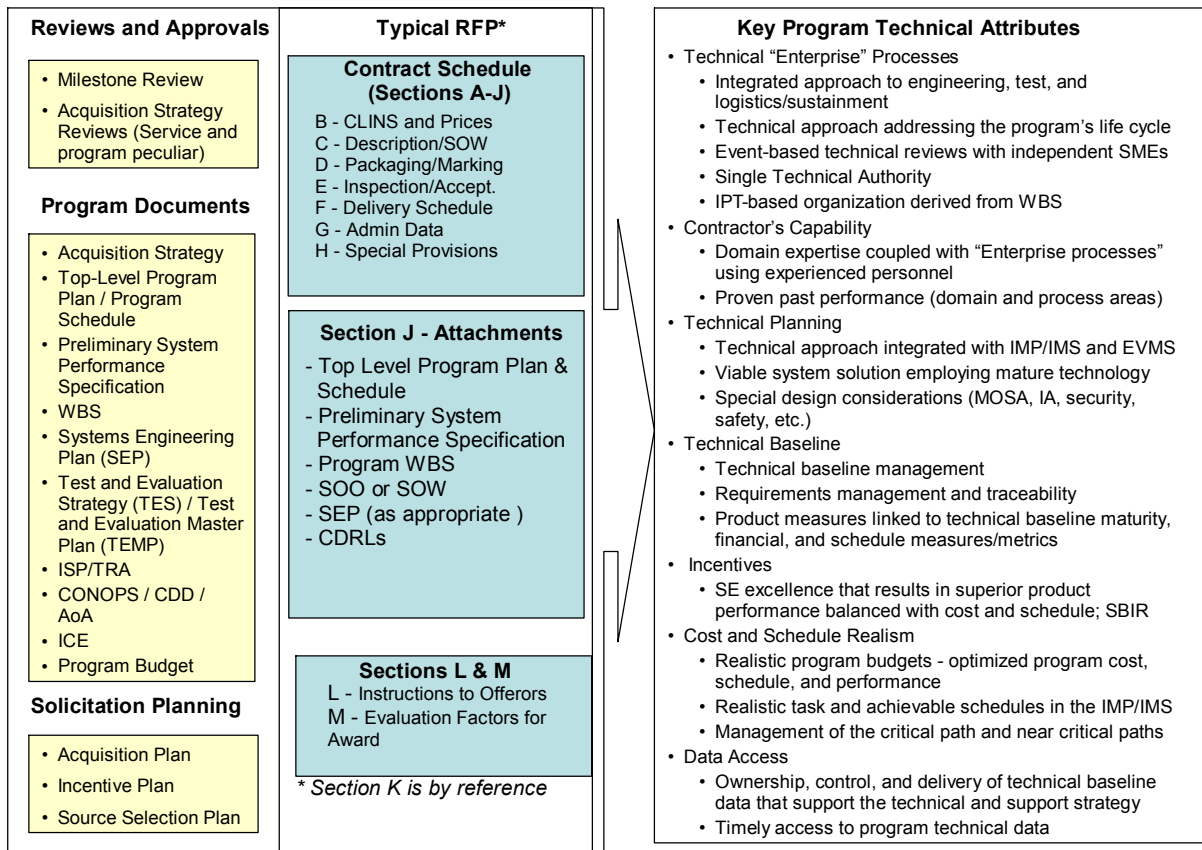 Reviews and Approvals
• Milestone Review
• Acquisition Strategy
Reviews (Service and
program peculiar)
Program Documents
• Acquisition Strategy
• Top-Level Program
Plan / Program
Schedule
• Preliminary System
Performance
Specification
• WBS
• Systems Engineering
Plan (SEP)
• Test and Evaluation
Strategy (TES) / Test
and Evaluation Master
Plan (TEMP)
• ISP/TRA
• CONOPS / CDD /
AoA
• ICE
• Program Budget
Solicitation Planning
• Acquisition Plan
• Incentive Plan
• Source Selection Plan
Typical RFP*
Contract Schedule
(Sections A-J)
B - CLINS and Prices
C - Description/SOW
D - Packaging/Marking
E - Inspection/Accept.
F - Delivery Schedule
G - Admin Data
H - Special Provisions
Section J - Attachments
- Top Level Program Plan &
Schedule
- Preliminary System
Performance Specification
- Program WBS
- SOO or SOW
- SEP (as appropriate )
- CDRLs
Sections L & M
L - Instructions to Offerors
M - Evaluation Factors for
Award
* Section K is by reference
Key Program Technical Attributes
• Technical “Enterprise” Processes
• Integrated approach to engineering, test, and
logistics/sustainment
• Technical approach addressing the program’s life cycle
• Event-based technical reviews with independent SMEs
• Single Technical Authority
• IPT-based organization derived from WBS
• Contractor’s Capability
• Domain expertise coupled with “Enterprise processes”
using experienced personnel
• Proven past performance (domain and process areas)
• Technical Planning
• Technical approach integrated with IMP/IMS and EVMS
• Viable system solution employing mature technology
• Special design considerations (MOSA, IA, security,
safety, etc.)
• Technical Baseline
• Technical baseline management
• Requirements management and traceability
• Product measures linked to technical baseline maturity,
financial, and schedule measures/metrics
• Incentives
• SE excellence that results in superior product
performance balanced with cost and schedule; SBIR
• Cost and Schedule Realism
• Realistic program budgets - optimized program cost,
schedule, and performance
• Realistic task and achievable schedules in the IMP/IMS
• Management of the critical path and near critical paths
• Data Access
• Ownership, control, and delivery of technical baseline
data that support the technical and support strategy
• Timely access to program technical data